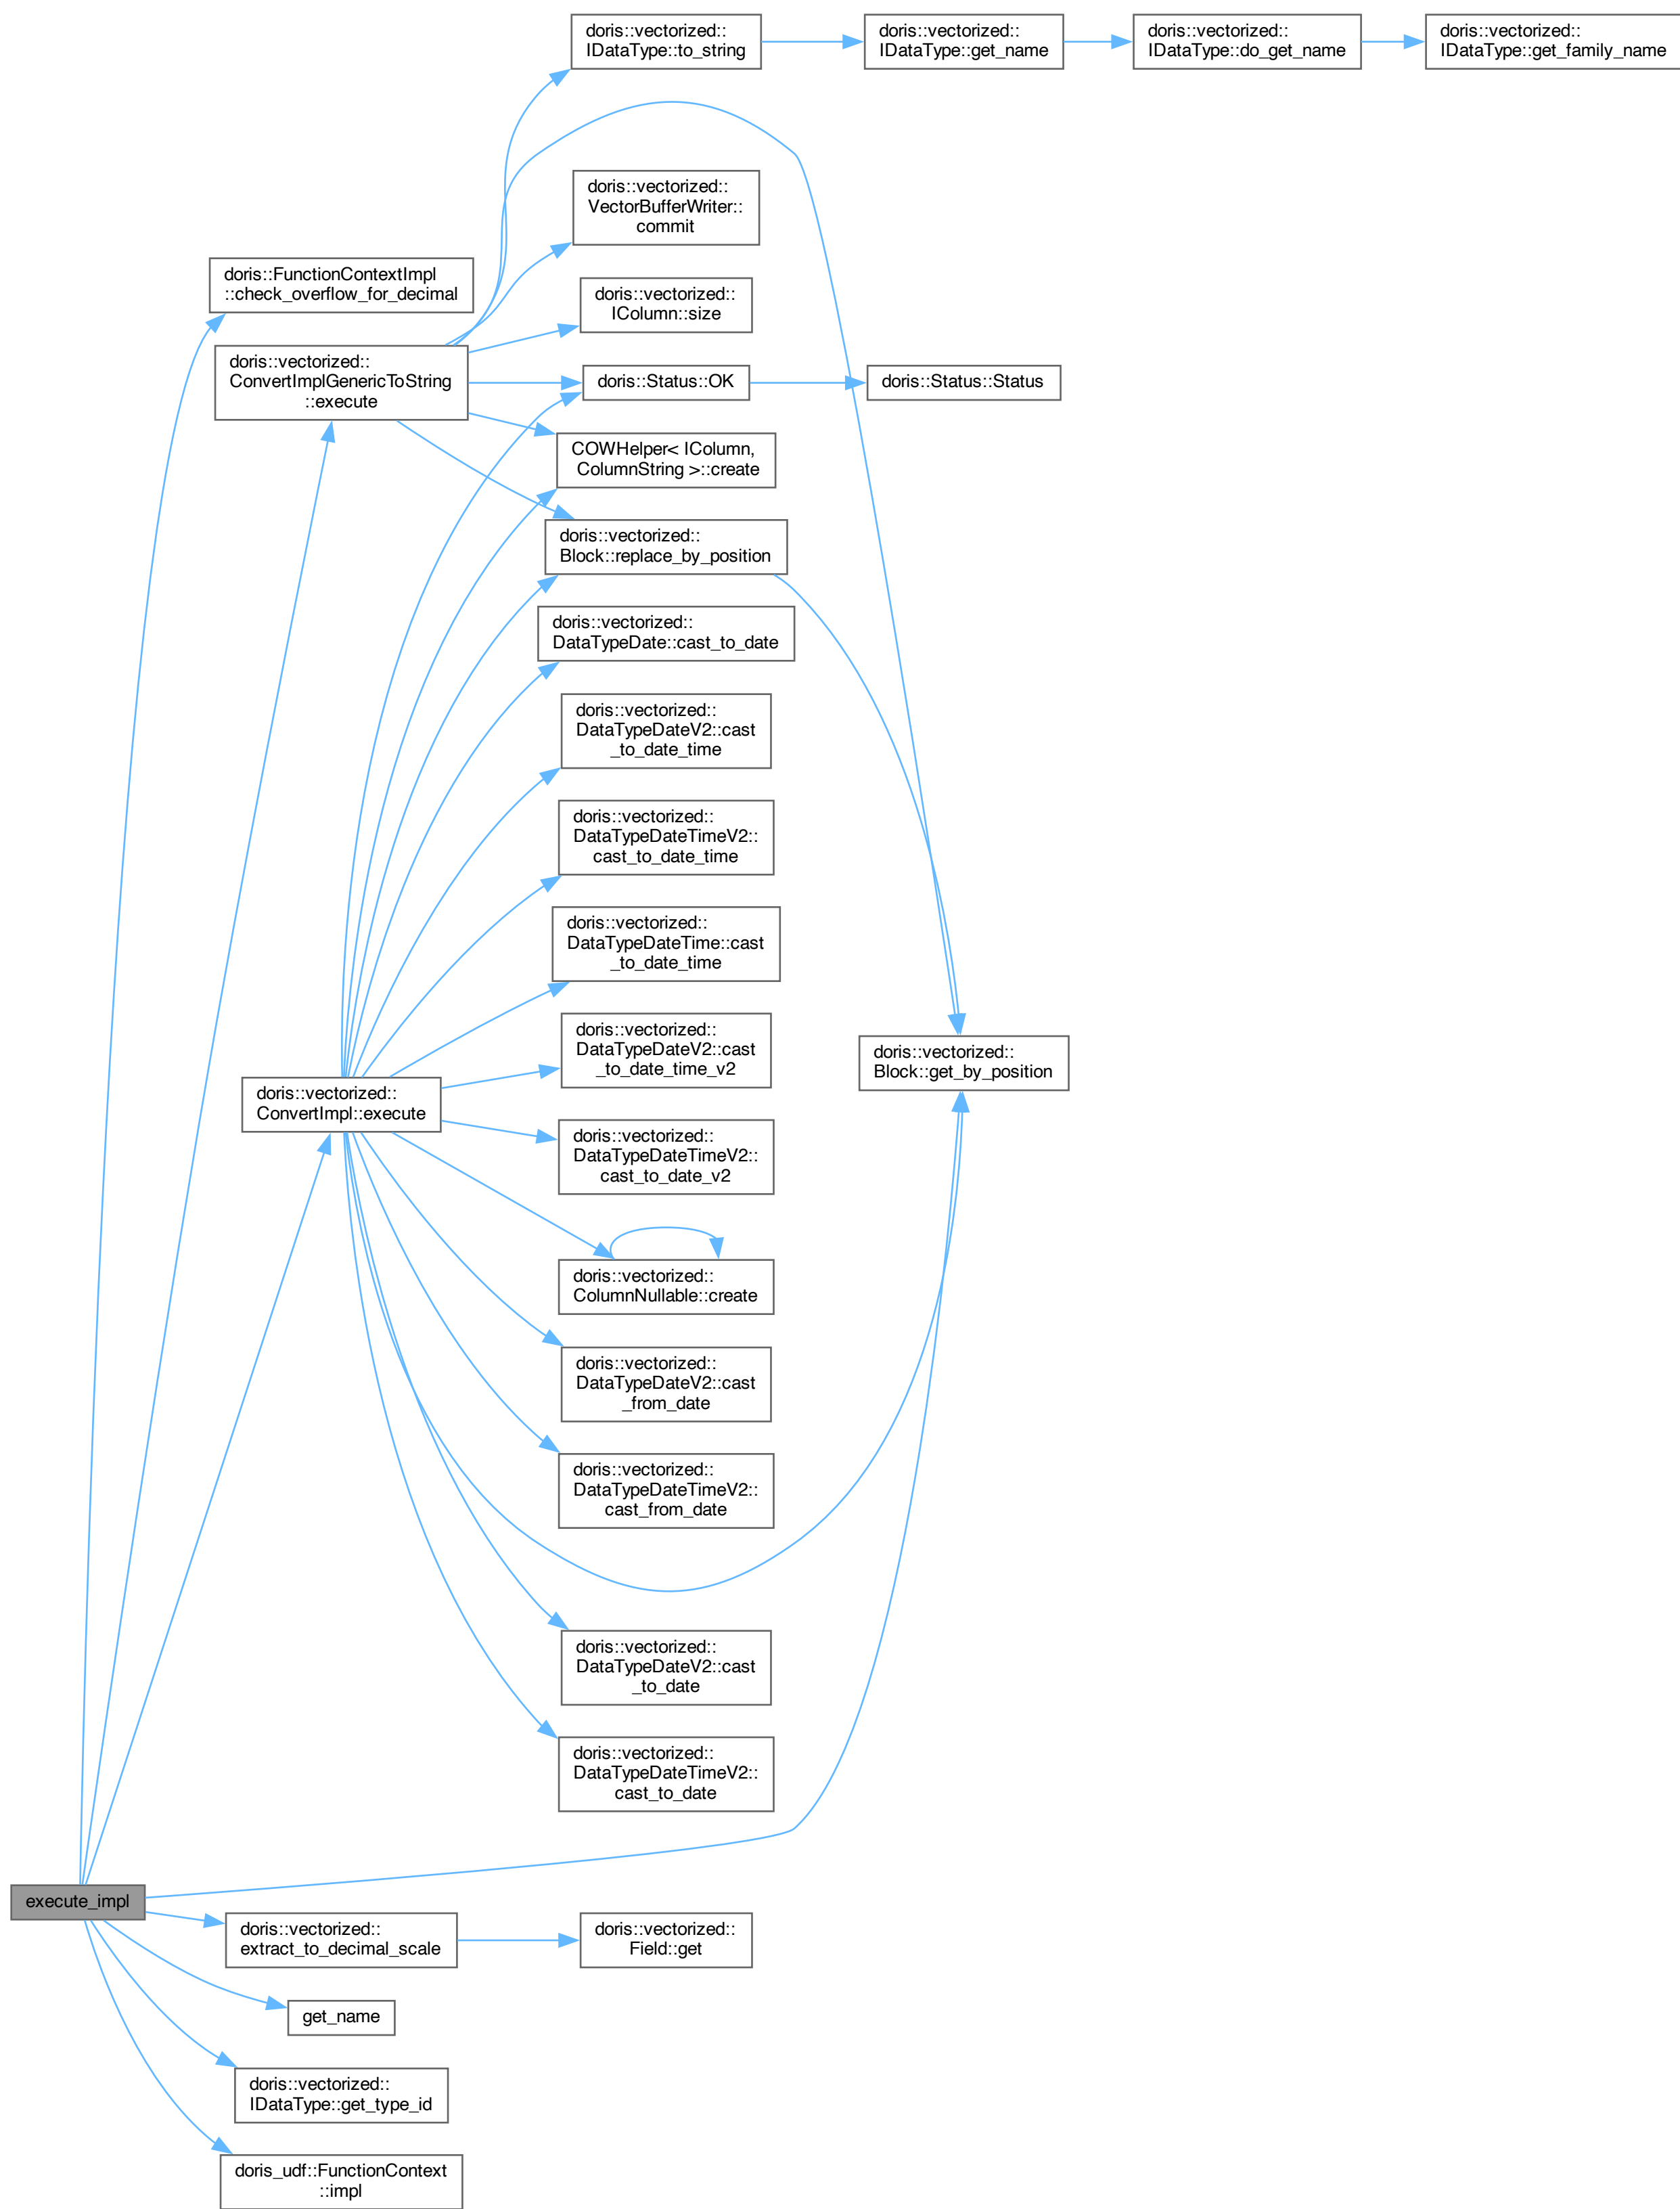 doris::vectorized::
IDataType::to_string
doris::vectorized::
IDataType::get_name
doris::vectorized::
IDataType::do_get_name
doris::vectorized::
IDataType::get_family_name
doris::vectorized::
VectorBufferWriter::
commit
doris::FunctionContextImpl
::check_overflow_for_decimal
doris::vectorized::
IColumn::size
doris::vectorized::
ConvertImplGenericToString
::execute
doris::Status::OK
doris::Status::Status
COWHelper< IColumn,
ColumnString >::create
doris::vectorized::
Block::replace_by_position
doris::vectorized::
DataTypeDate::cast_to_date
doris::vectorized::
DataTypeDateV2::cast
_to_date_time
doris::vectorized::
DataTypeDateTimeV2::
cast_to_date_time
doris::vectorized::
DataTypeDateTime::cast
_to_date_time
doris::vectorized::
DataTypeDateV2::cast
_to_date_time_v2
doris::vectorized::
Block::get_by_position
doris::vectorized::
ConvertImpl::execute
doris::vectorized::
DataTypeDateTimeV2::
cast_to_date_v2
doris::vectorized::
ColumnNullable::create
doris::vectorized::
DataTypeDateV2::cast
_from_date
doris::vectorized::
DataTypeDateTimeV2::
cast_from_date
doris::vectorized::
DataTypeDateV2::cast
_to_date
doris::vectorized::
DataTypeDateTimeV2::
cast_to_date
execute_impl
doris::vectorized::
extract_to_decimal_scale
doris::vectorized::
Field::get
get_name
doris::vectorized::
IDataType::get_type_id
doris_udf::FunctionContext
::impl